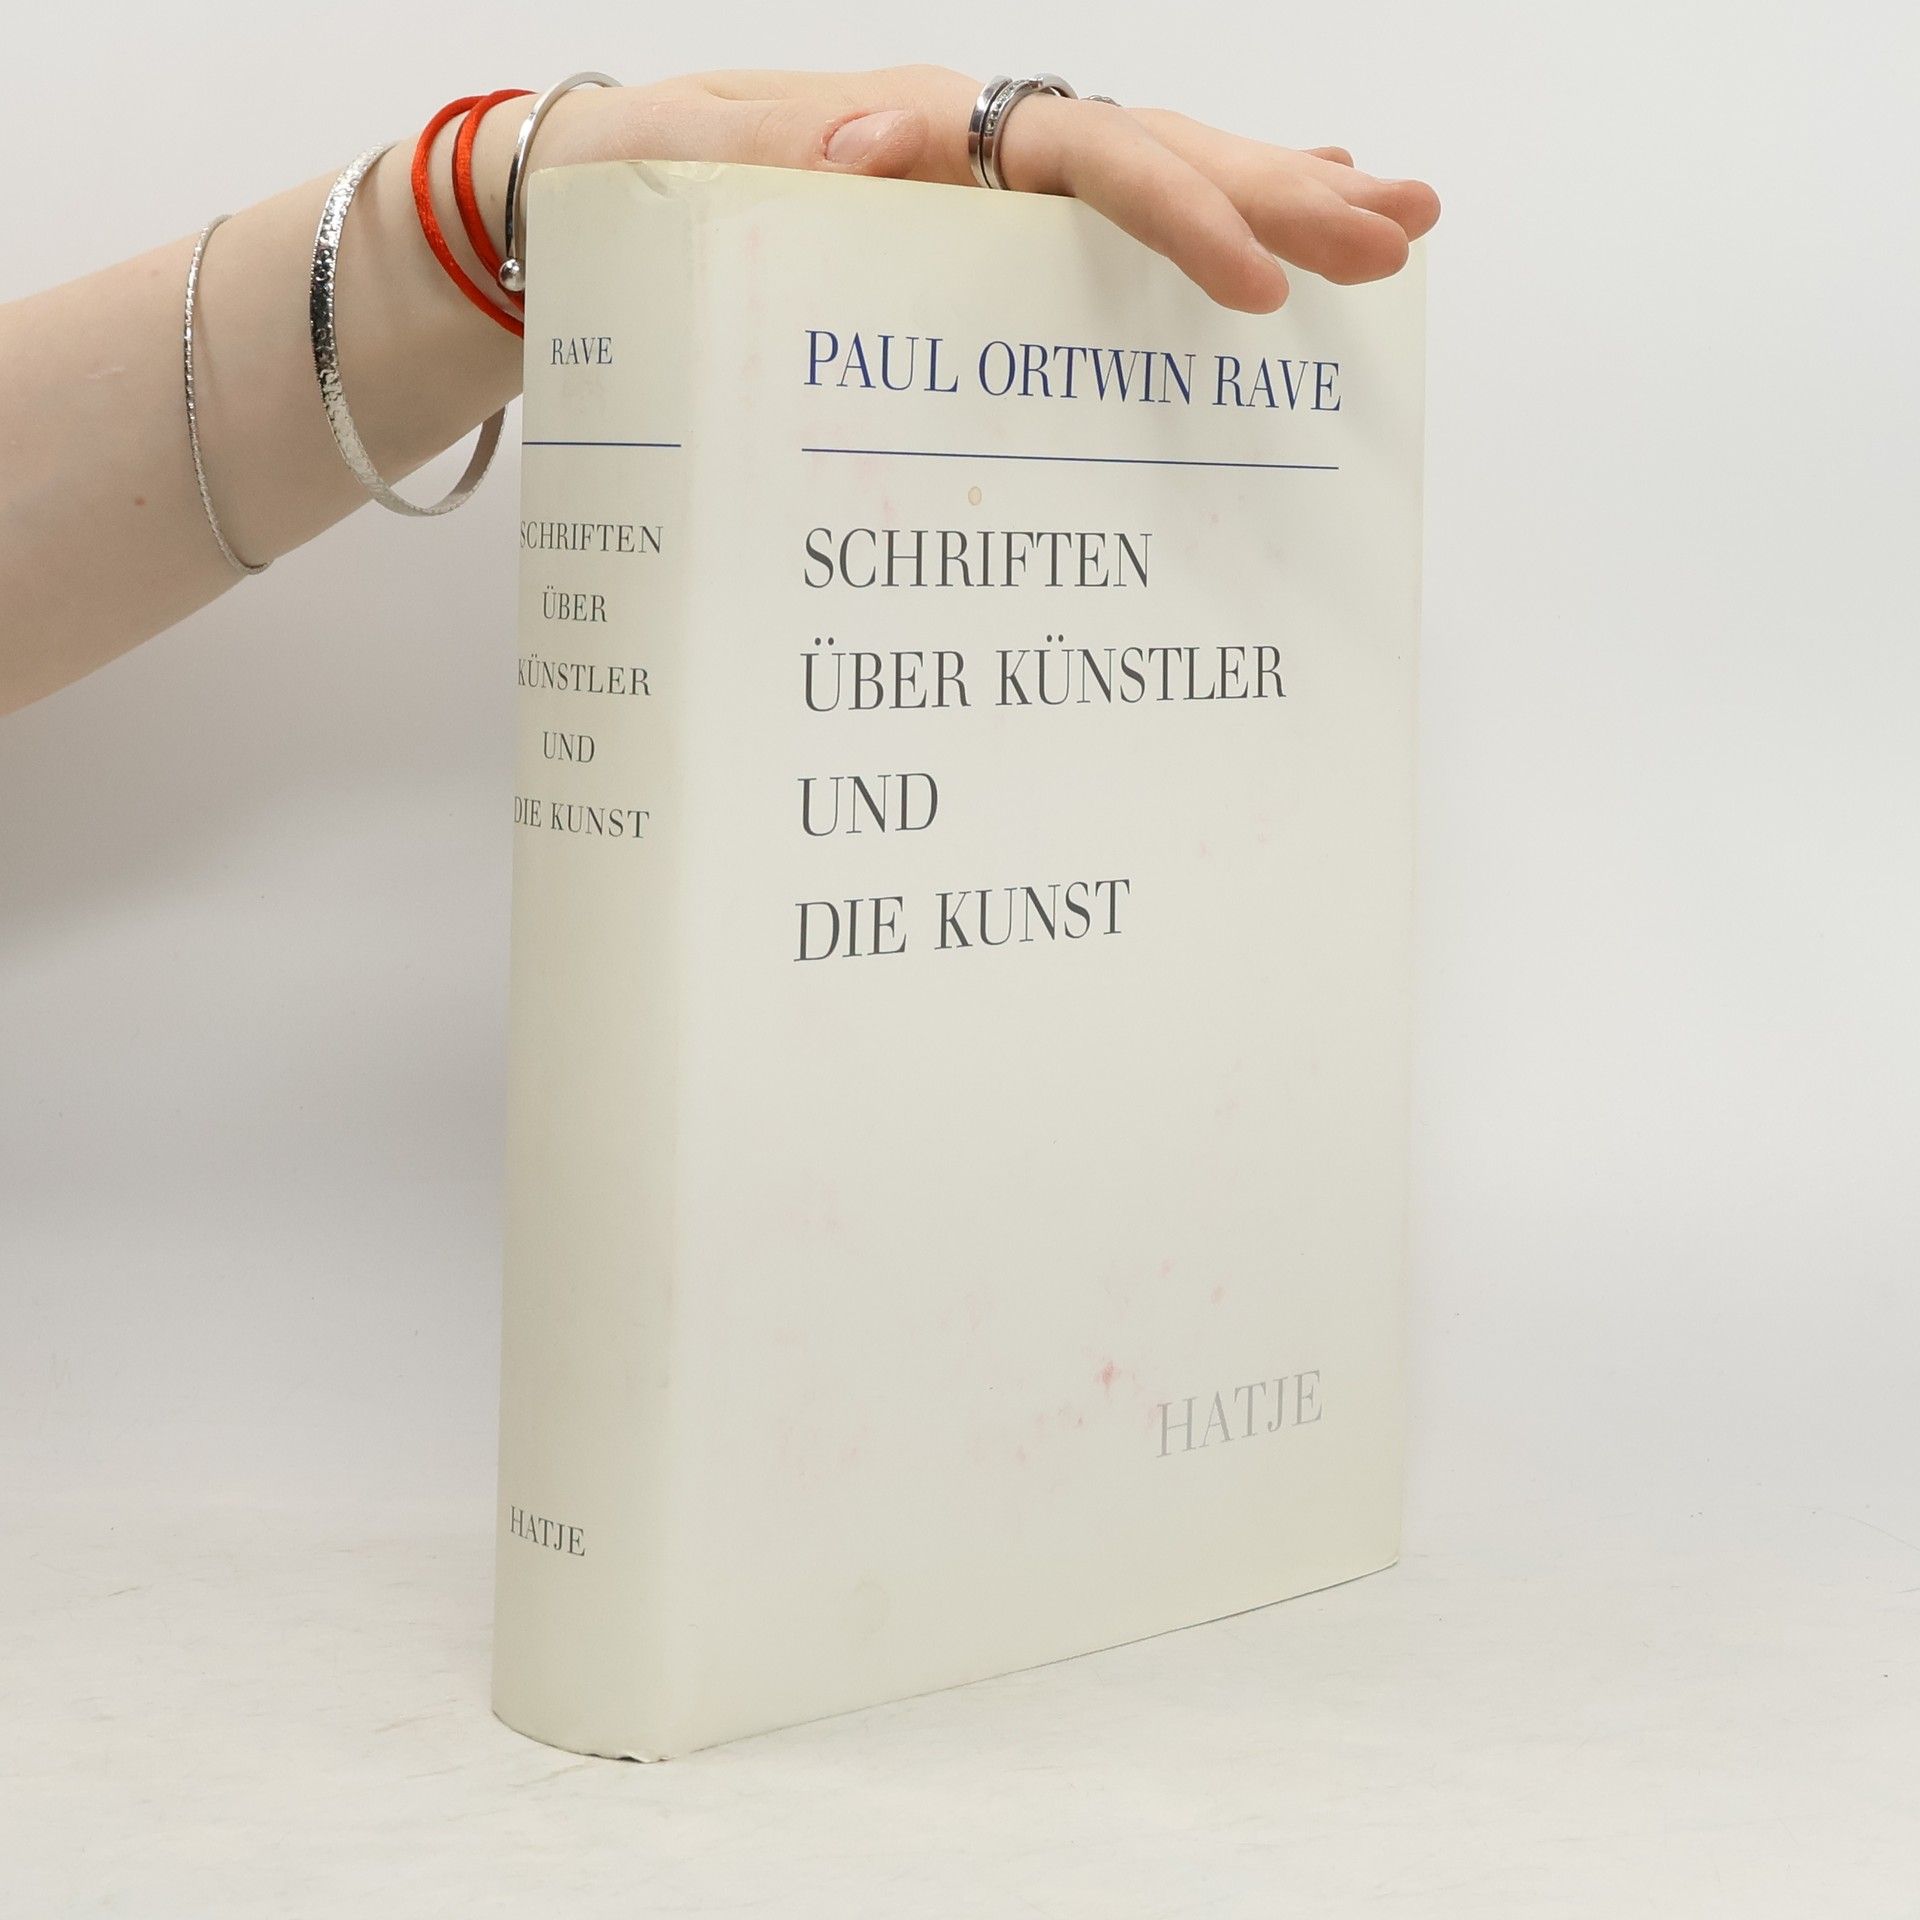 RAVE
SCHRIFTEN
ÜBER
KÜNSTLER
UND
DIE KUNST
HATJE
PAUL ORTWIN RAVE
SCHRIFTEN
ÜBER KÜNSTLER
UND
DIE KUNST
HATJE